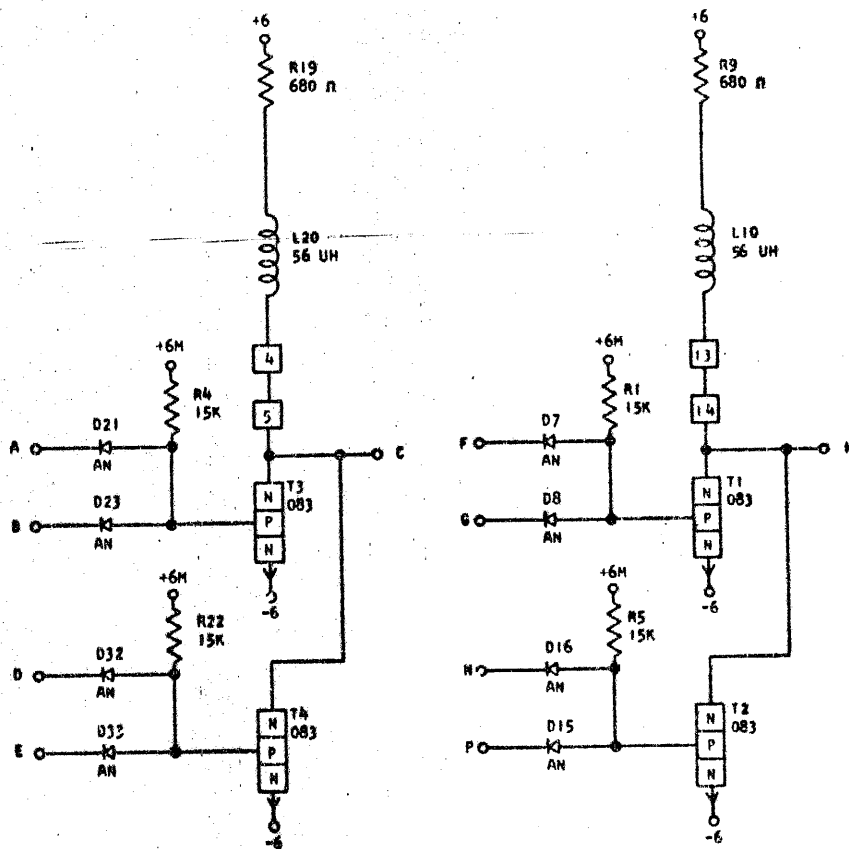 +6
R19
680 Ω
L20
56 UH
4
5
+6M
R4
15K
A
D21
AN
B
D23
AN
C
N
P
N
T3
083
-6
+6M
R22
15K
D
D32
AN
E
D33
AN
N
P
N
T4
083
-6
+6
R9
680 Ω
L10
56 UH
13
14
+6M
R1
15K
F
D7
AN
G
D8
AN
N
P
N
T1
083
-6
+6M
R5
15K
D16
AN
P
D15
AN
N
P
N
T2
083
-6